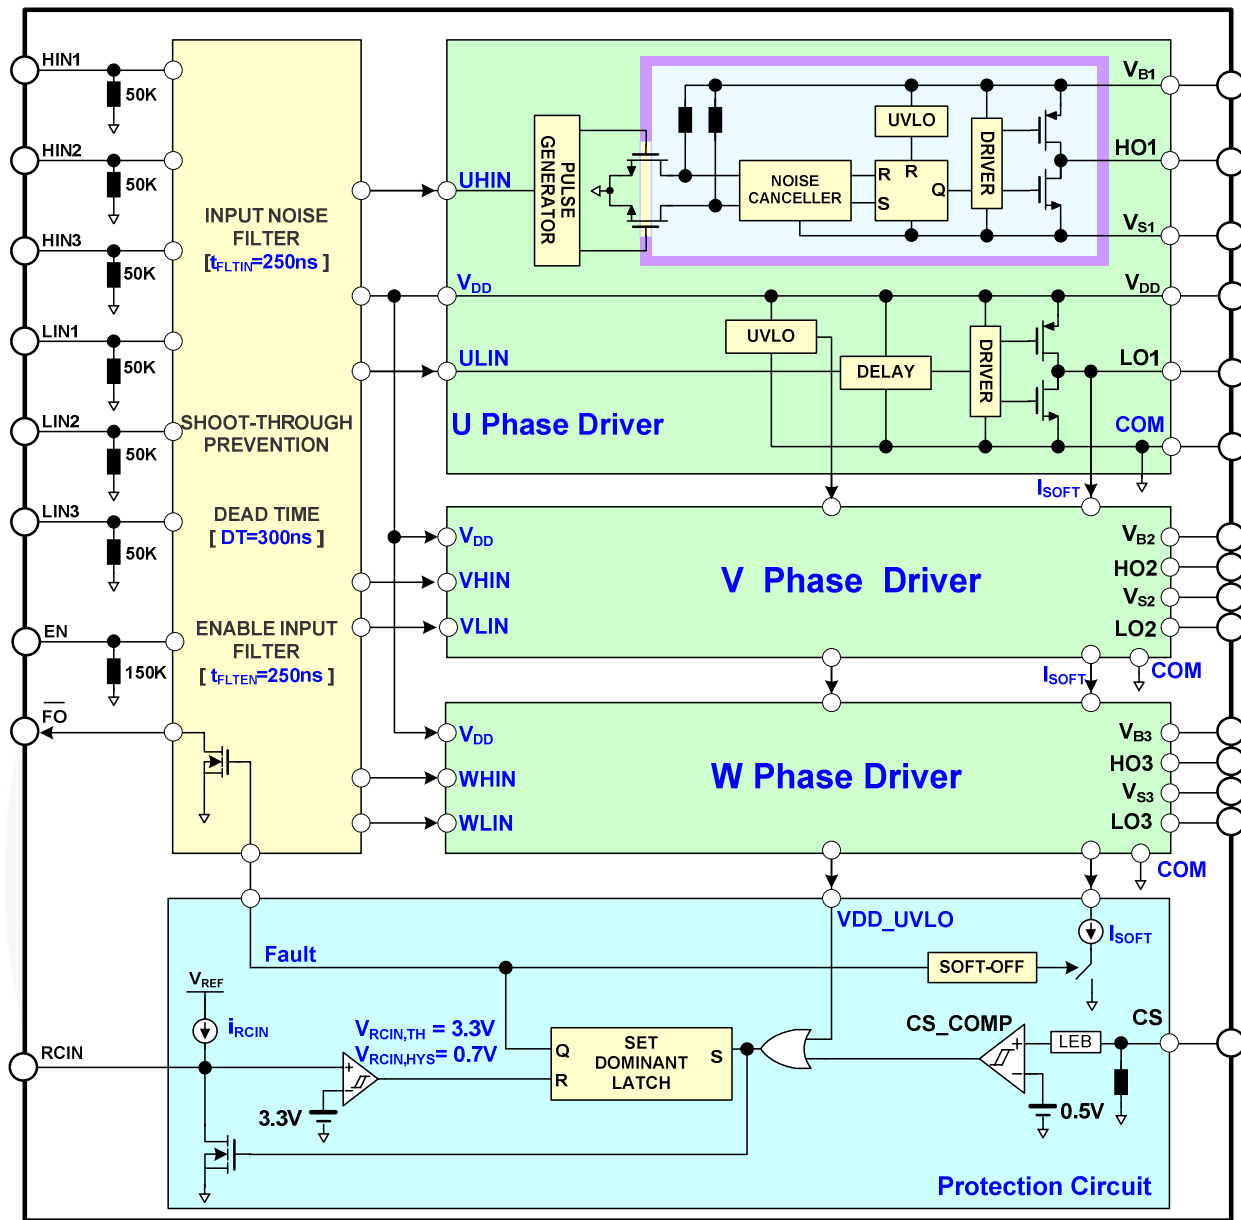 HIN1
50K
HIN2
50K
HIN3
50K
LIN1
50K
LIN2
50K
LIN3
50K
EN
150K
FO
RCIN
INPUT NOISE
FILTER
[tFLTIN=250ns ]
SHOOT-THROUGH
PREVENTION
DEAD TIME
[ DT=300ns ]
ENABLE INPUT
FILTER
[ tFLTEN=250ns ]
UHIN
VDD
ULIN
PULSE
GENERATOR
NOISE
CANCELLER
UVLO
R
R
S
Q
DRIVER
VB1
HO1
VS1
VDD
UVLO
DELAY
DRIVER
LO1
COM
U Phase Driver
ISOFT
VDD
VHIN
VLIN
V Phase Driver
VB2
HO2
VS2
LO2
ISOFT
COM
VDD
WHIN
WLIN
W Phase Driver
VB3
HO3
VS3
LO3
COM
VDD_UVLO
Fault
SOFT-OFF
ISOFT
VREF
iRCIN
VRCIN,TH = 3.3V
VRCIN,HYS= 0.7V
3.3V
+
−
Q
R
S
SET
DOMINANT
LATCH
CS_COMP
+
−
LEB
CS
0.5V
Protection Circuit